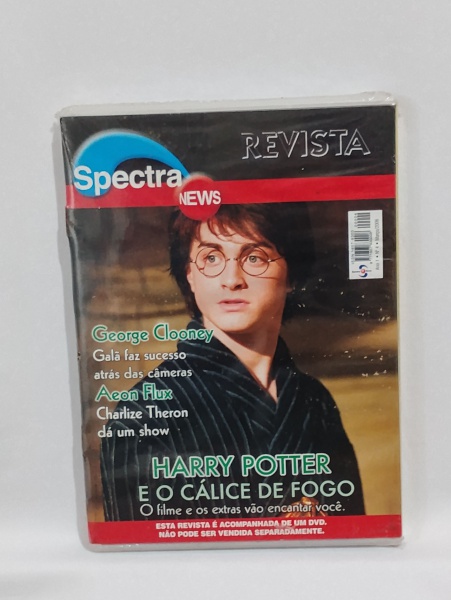 REVISTA
Spectra
NEWS
George Clooney
Galã faz sucesso
atrás das câmeras
Aeon Flux
Charlize Theron
dá um show
HARRY POTTER
E O CÁLICE DE FOGO
O filme e os extras vão encantar você.
ESTA REVISTA É ACOMPANHADA DE UM DVD.
NÃO PODE SER VENDIDA SEPARADAMENTE.